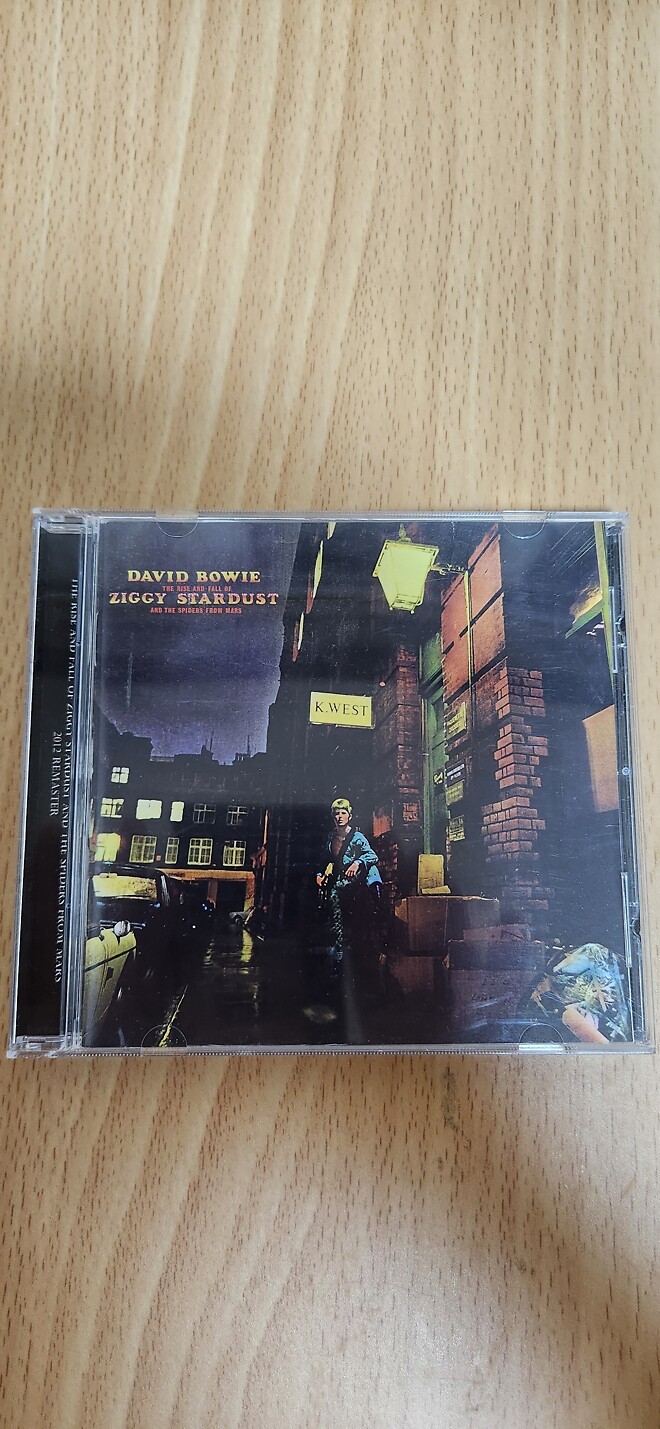 DAVID BOWIE
THE RISE AND FALL OF
ZIGGY STARDUST
AND THE SPIDERS FROM MARS
K.WEST
THE RISE AND FALL OF ZIGGY STARDUST AND THE SPIDERS FROM MARS
2012 REMASTER